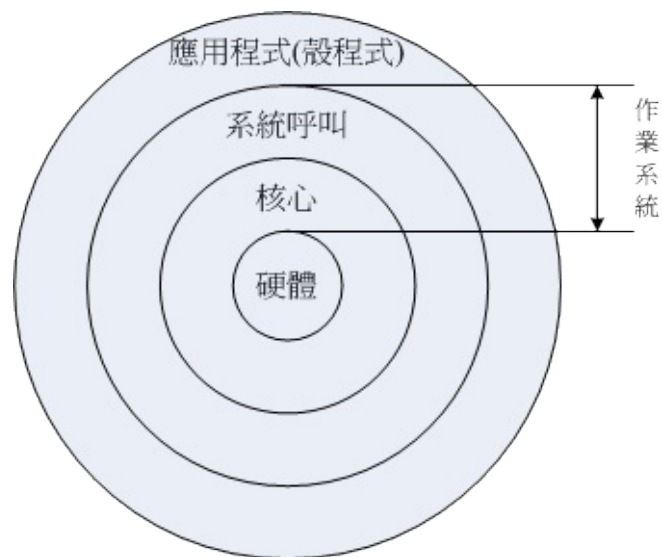 應用程式(殼程式)
系統呼叫
核心
硬體
作業系統